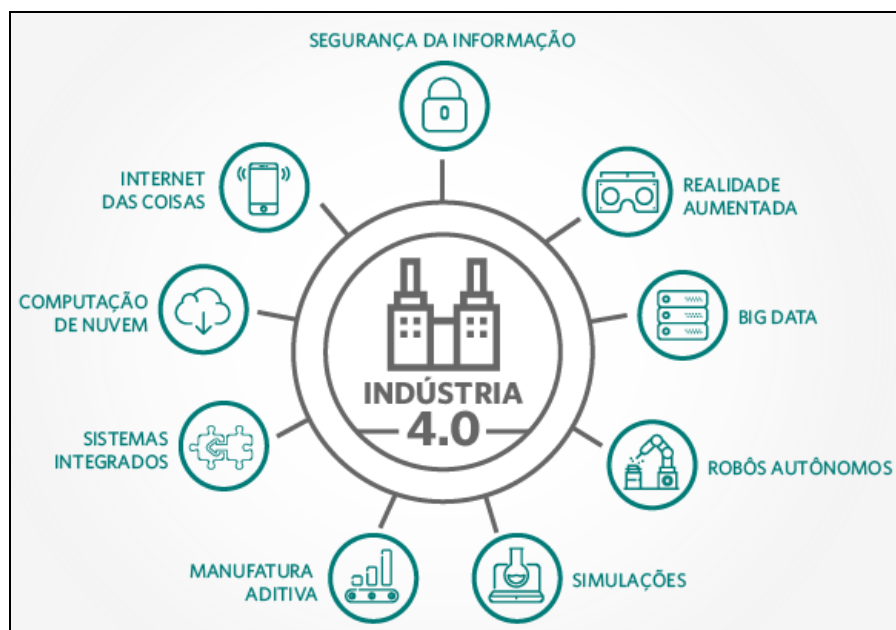 SEGURANÇA DA INFORMAÇÃO
INTERNET
DAS COISAS
REALIDADE
AUMENTADA
COMPUTAÇÃO
DE NUVEM
BIG DATA
INDÚSTRIA
4.0
SISTEMAS
INTEGRADOS
ROBÔS AUTÔNOMOS
MANUFATURA
ADITIVA
SIMULAÇÕES